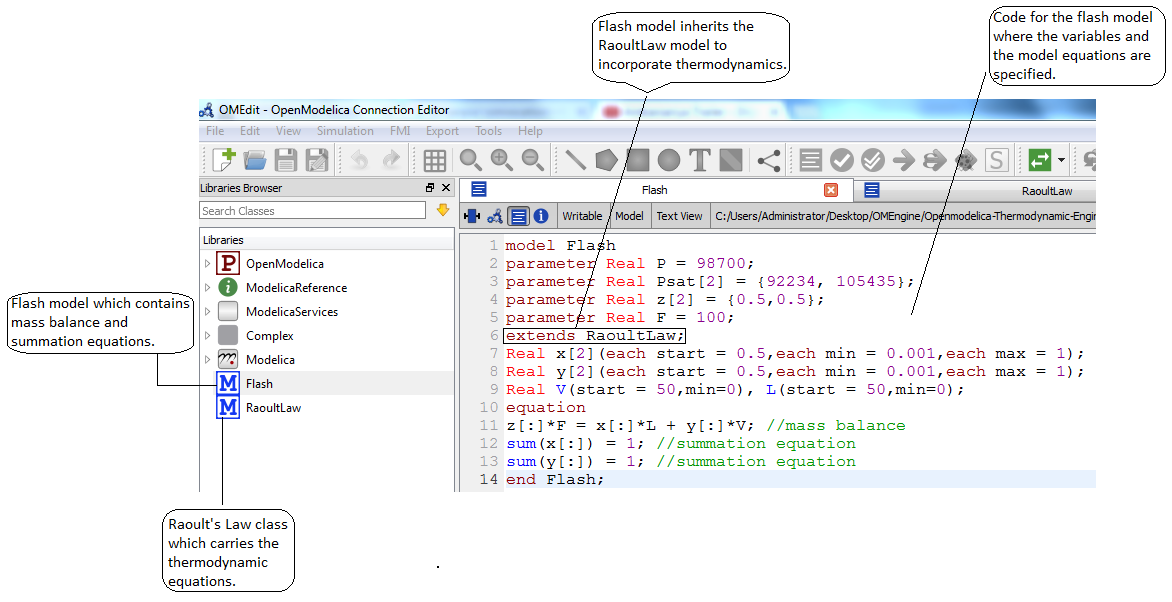 Flash model inherits the
RaoultLaw model to
incorporate thermodynamics.
Code for the flash model
where the variables and
the model equations are
specified.
OMEdit - OpenModelica Connection Editor
File Edit View Simulation FMI Export Tools Help
T S
Libraries Browser
Search Classes
Flash
RaoultLaw
Writable Model Text View C:/Users/Administrator/Desktop/OMEngine/Openmodelica-Thermodynamic-Engin
Libraries
P OpenModelica
i ModelicaReference
ModelicaServices
Complex
Modelica
M Flash
M RaoultLaw
Flash model which contains
mass balance and
summation equations.
Raoult's Law class
which carries the
thermodynamic
equations.
1 model Flash
2 parameter Real P = 98700;
3 parameter Real Psat[2] = {92234, 105435};
4 parameter Real z[2] = {0.5,0.5};
5 parameter Real F = 100;
6 extends RaoultLaw;
7 Real x[2](each start = 0.5,each min = 0.001,each max = 1);
8 Real y[2](each start = 0.5,each min = 0.001,each max = 1);
9 Real V(start = 50,min=0), L(start = 50,min=0);
10 equation
11 z[:]*F = x[:]*L + y[:]*V; //mass balance
12 sum(x[:]) = 1; //summation equation
13 sum(y[:]) = 1; //summation equation
14 end Flash;
.